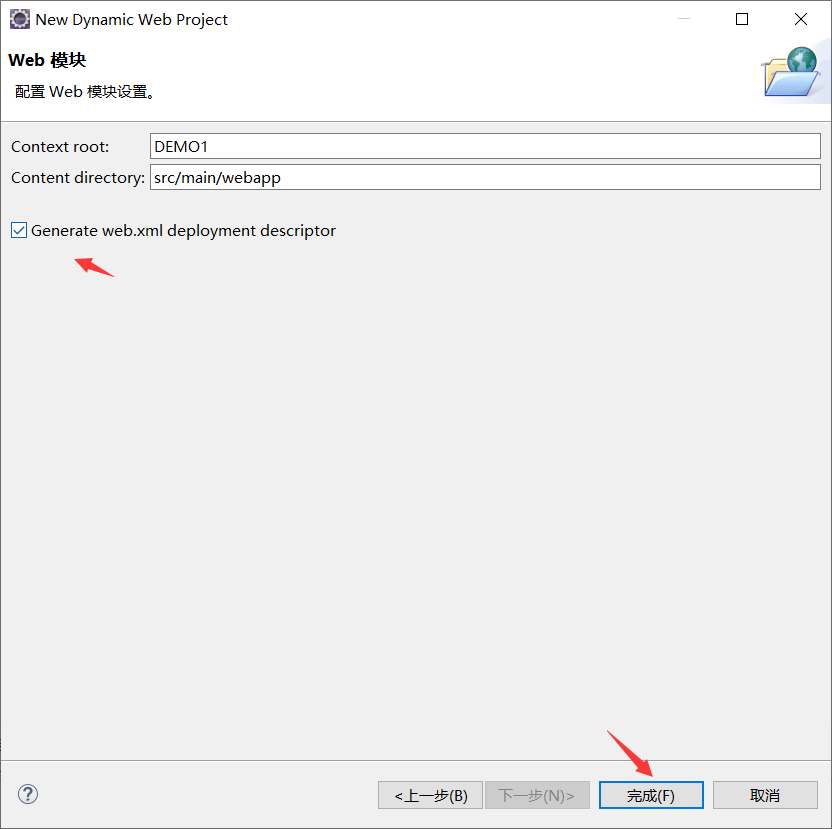 New Dynamic Web Project
Web 模块
配置 Web 模块设置。
Context root: DEMO1
Content directory: src/main/webapp
Generate web.xml deployment descriptor
?
<上一步(B) 下一步(N)> 完成(F) 取消